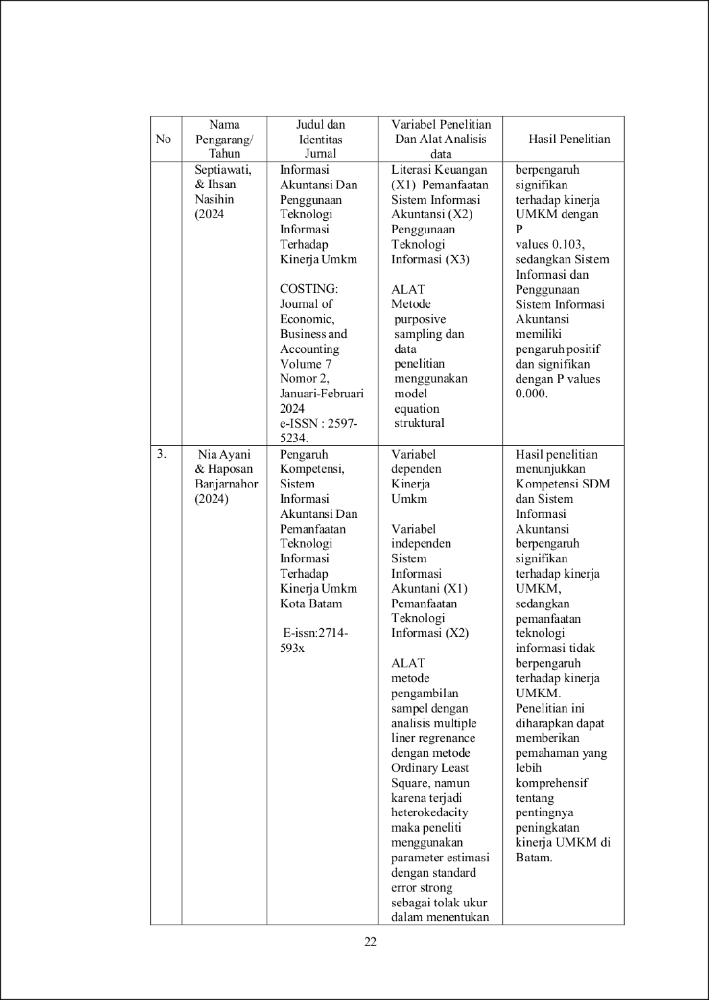 No
Nama
Pengarang/
Tahun
Judul dan
Identitas
Jurnal
Variabel Penelitian
Dan Alat Analisis
data
Hasil Penelitian
Septiawati,
& Ihsan
Nasihin
(2024
Informasi
Akuntansi Dan
Penggunaan
Teknologi
Informasi
Terhadap
Kinerja Umkm
COSTING:
Journal of
Economic,
Business and
Accounting
Volume 7
Nomor 2,
Januari-Februari
2024
e-ISSN : 2597-
5234.
Literasi Keuangan
(X1) Pemanfaatan
Sistem Informasi
Akuntansi (X2)
Penggunaan
Teknologi
Informasi (X3)
ALAT
Metode
purposive
sampling dan
data
penelitian
menggunakan
model
equation
struktural
berpengaruh
signifikan
terhadap kinerja
UMKM dengan
P
values 0.103,
sedangkan Sistem
Informasi dan
Penggunaan
Sistem Informasi
Akuntansi
memiliki
pengaruh positif
dan signifikan
dengan P values
0.000.
3.
Nia Ayani
& Haposan
Banjarnahor
(2024)
Pengaruh
Kompetensi,
Sistem
Informasi
Akuntansi Dan
Pemanfaatan
Teknologi
Informasi
Terhadap
Kinerja Umkm
Kota Batam
E-issn:2714-
593x
Variabel
dependen
Kinerja
Umkm
Variabel
independen
Sistem
Informasi
Akuntani (X1)
Pemanfaatan
Teknologi
Informasi (X2)
ALAT
metode
pengambilan
sampel dengan
analisis multiple
liner regrenance
dengan metode
Ordinary Least
Square, namun
karena terjadi
heterokedacity
maka peneliti
menggunakan
parameter estimasi
dengan standard
error strong
sebagai tolak ukur
dalam menentukan
Hasil penelitian
menunjukkan
Kompetensi SDM
dan Sistem
Informasi
Akuntansi
berpengaruh
signifikan
terhadap kinerja
UMKM,
sedangkan
pemanfaatan
teknologi
informasi tidak
berpengaruh
terhadap kinerja
UMKM.
Penelitian ini
diharapkan dapat
memberikan
pemahaman yang
lebih
komprehensif
tentang
pentingnya
peningkatan
kinerja UMKM di
Batam.
22